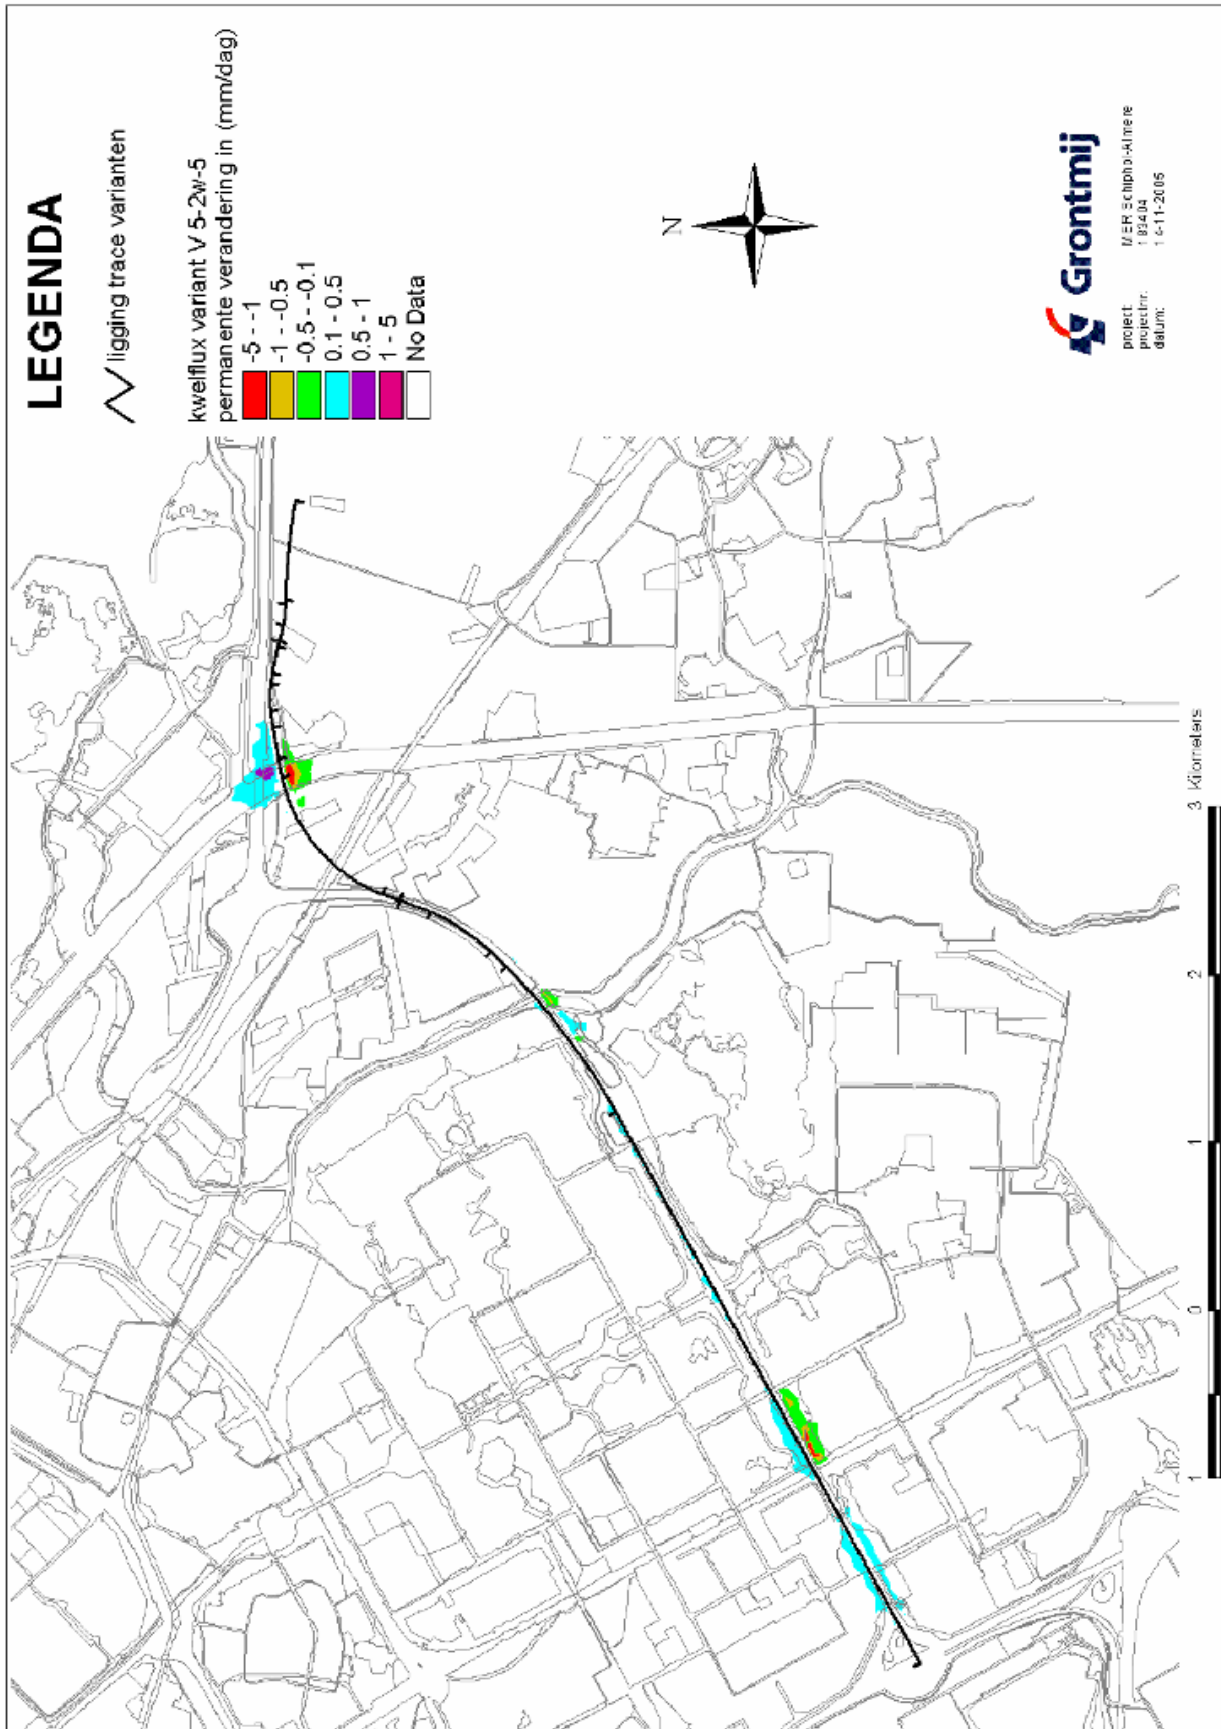 LEGENDA
ligging trace varianten
kwelflux variant V 5-2w-5
permanente verandering in (mm/dag)
-5 - -1
-1 - -0.5
-0.5 - -0.1
0.1 - 0.5
0.5 - 1
1 - 5
No Data
N
Grontmij
project: MER Schiphol-Almere
projectnr: 183404
datum: 14-11-2005
1 0 1 2 3 Kilometers